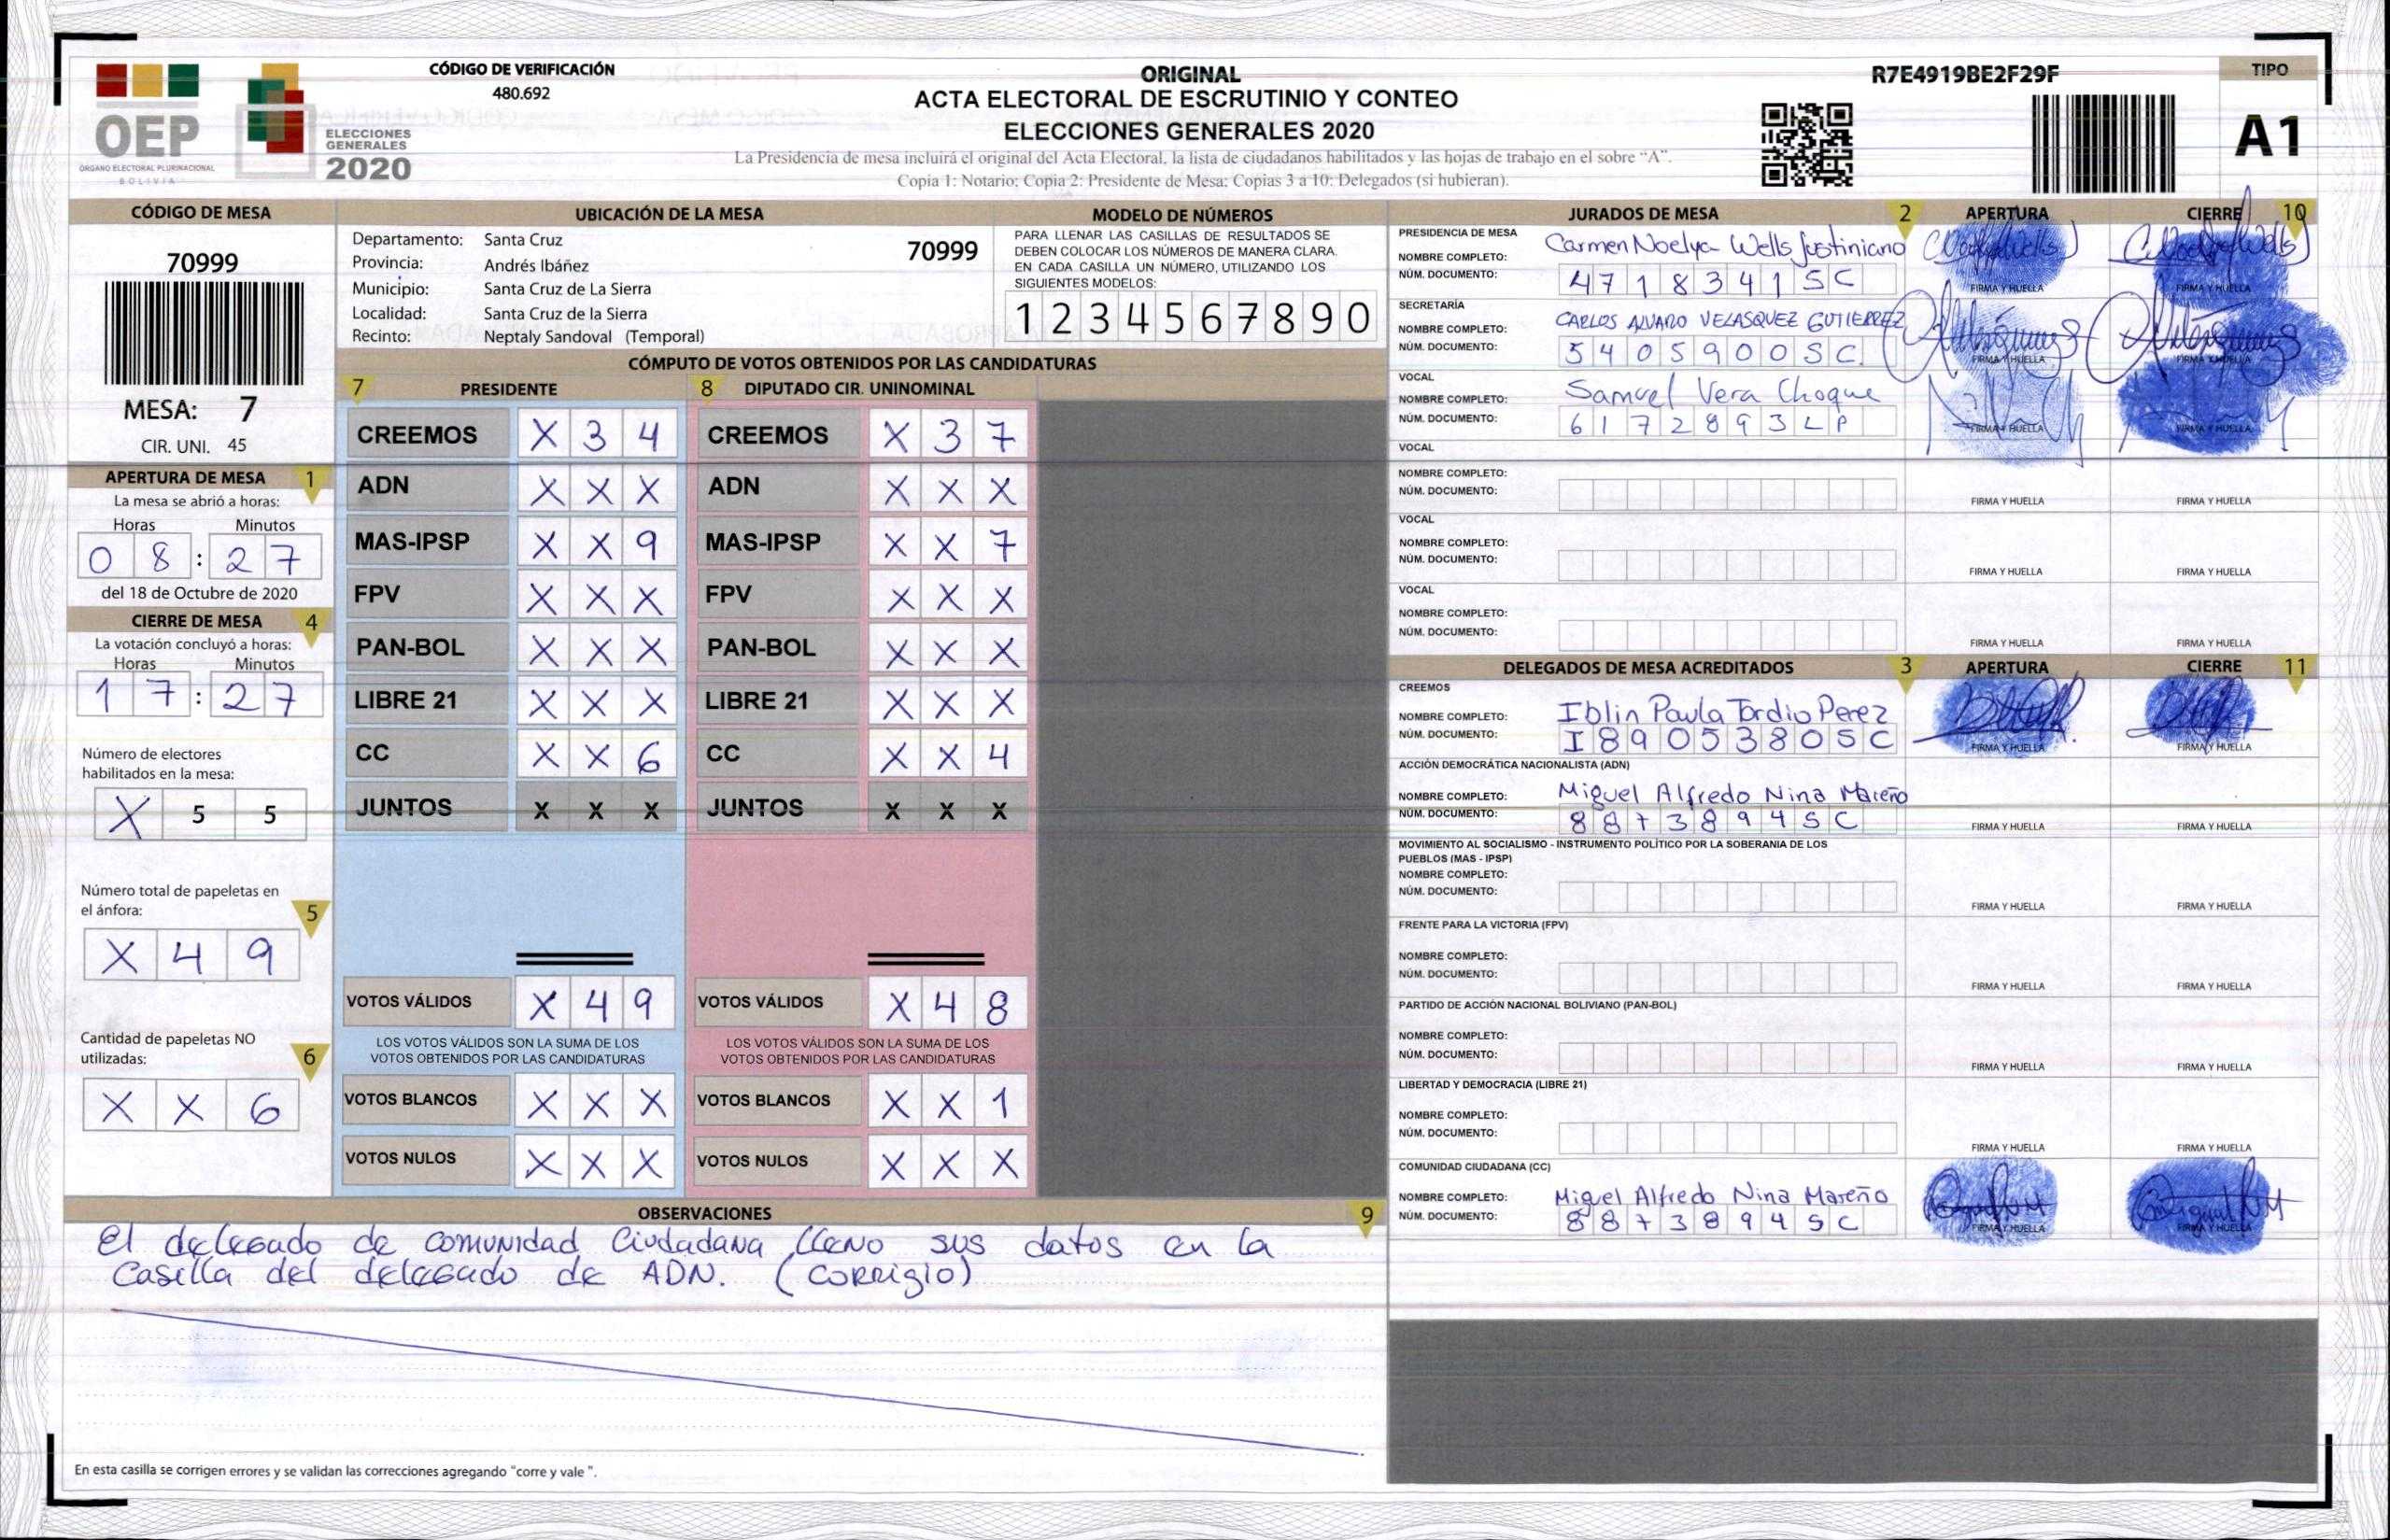 CÓDIGO DE VERIFICACIÓN
480.692
ORIGINAL
ACTA ELECTORAL DE ESCRUTINIO Y CONTEO
ELECCIONES GENERALES 2020
La Presidencia de mesa incluirá el original del Acta Electoral, la lista de ciudadanos habilitados y las hojas de trabajo en el sobre “A”.
Copia 1: Notario; Copia 2: Presidente de Mesa; Copias 3 a 10: Delegados (si hubieran).
R7E4919BE2F29F
TIPO
A1
OEP
ÓRGANO ELECTORAL PLURINACIONAL
BOLIVIA
ELECCIONES
GENERALES
2020
CÓDIGO DE MESA
70999
MESA: 7
CIR. UNI. 45
UBICACIÓN DE LA MESA
Departamento: Santa Cruz
70999
Provincia: Andrés Ibáñez
Municipio: Santa Cruz de La Sierra
Localidad: Santa Cruz de la Sierra
Recinto: Neptaly Sandoval (Temporal)
MODELO DE NÚMEROS
PARA LLENAR LAS CASILLAS DE RESULTADOS SE
DEBEN COLOCAR LOS NÚMEROS DE MANERA CLARA.
EN CADA CASILLA UN NÚMERO, UTILIZANDO LOS
SIGUIENTES MODELOS:
1 2 3 4 5 6 7 8 9 0
APERTURA DE MESA 1
La mesa se abrió a horas:
Horas Minutos
0 8 : 2 7
del 18 de Octubre de 2020
CIERRE DE MESA 4
La votación concluyó a horas:
Horas Minutos
1 7 : 2 7
Número de electores
habilitados en la mesa:
X 5 5
Número total de papeletas en
el ánfora: 5
X 4 9
Cantidad de papeletas NO
utilizadas: 6
X X 6
CÓMPUTO DE VOTOS OBTENIDOS POR LAS CANDIDATURAS
7 PRESIDENTE
CREEMOS X 3 4
ADN X X X
MAS-IPSP X X 9
FPV X X X
PAN-BOL X X X
LIBRE 21 X X X
CC X X 6
JUNTOS X X X
VOTOS VÁLIDOS X 4 9
LOS VOTOS VÁLIDOS SON LA SUMA DE LOS
VOTOS OBTENIDOS POR LAS CANDIDATURAS
VOTOS BLANCOS X X X
VOTOS NULOS X X X
8 DIPUTADO CIR. UNINOMINAL
CREEMOS X 3 7
ADN X X X
MAS-IPSP X X 7
FPV X X X
PAN-BOL X X X
LIBRE 21 X X X
CC X X 4
JUNTOS X X X
VOTOS VÁLIDOS X 4 8
LOS VOTOS VÁLIDOS SON LA SUMA DE LOS
VOTOS OBTENIDOS POR LAS CANDIDATURAS
VOTOS BLANCOS X X 1
VOTOS NULOS X X X
OBSERVACIONES 9
El delegado de comunidad Ciudadana lleno sus datos en la
Casilla del delegado de ADN. (corrigio)
En esta casilla se corrigen errores y se validan las correcciones agregando "corre y vale ".
JURADOS DE MESA 2 APERTURA CIERRE 10
PRESIDENCIA DE MESA
NOMBRE COMPLETO: Carmen Noelya Wells Justiniano
NÚM. DOCUMENTO: 4718341SC
FIRMA Y HUELLA FIRMA Y HUELLA
SECRETARÍA
NOMBRE COMPLETO: CARLOS ALVARO VELASQUEZ GUTIERREZ
NÚM. DOCUMENTO: 5405900SC.
FIRMA Y HUELLA FIRMA Y HUELLA
VOCAL
NOMBRE COMPLETO: Samuel Vera Choque
NÚM. DOCUMENTO: 6172893LP
FIRMA Y HUELLA FIRMA Y HUELLA
VOCAL
NOMBRE COMPLETO:
NÚM. DOCUMENTO:
FIRMA Y HUELLA FIRMA Y HUELLA
VOCAL
NOMBRE COMPLETO:
NÚM. DOCUMENTO:
FIRMA Y HUELLA FIRMA Y HUELLA
VOCAL
NOMBRE COMPLETO:
NÚM. DOCUMENTO:
FIRMA Y HUELLA FIRMA Y HUELLA
DELEGADOS DE MESA ACREDITADOS 3 APERTURA CIERRE 11
CREEMOS
NOMBRE COMPLETO: Iblin Paula Tordio Perez
NÚM. DOCUMENTO: I8905380SC
FIRMA Y HUELLA FIRMA Y HUELLA
ACCIÓN DEMOCRÁTICA NACIONALISTA (ADN)
NOMBRE COMPLETO: Miguel Alfredo Nina Mareño
NÚM. DOCUMENTO: 8873894SC
FIRMA Y HUELLA FIRMA Y HUELLA
MOVIMIENTO AL SOCIALISMO - INSTRUMENTO POLÍTICO POR LA SOBERANIA DE LOS
PUEBLOS (MAS - IPSP)
NOMBRE COMPLETO:
NÚM. DOCUMENTO:
FIRMA Y HUELLA FIRMA Y HUELLA
FRENTE PARA LA VICTORIA (FPV)
NOMBRE COMPLETO:
NÚM. DOCUMENTO:
FIRMA Y HUELLA FIRMA Y HUELLA
PARTIDO DE ACCIÓN NACIONAL BOLIVIANO (PAN-BOL)
NOMBRE COMPLETO:
NÚM. DOCUMENTO:
FIRMA Y HUELLA FIRMA Y HUELLA
LIBERTAD Y DEMOCRACIA (LIBRE 21)
NOMBRE COMPLETO:
NÚM. DOCUMENTO:
FIRMA Y HUELLA FIRMA Y HUELLA
COMUNIDAD CIUDADANA (CC)
NOMBRE COMPLETO: Miguel Alfredo Nina Mareño
NÚM. DOCUMENTO: 8873894SC
FIRMA Y HUELLA FIRMA Y HUELLA